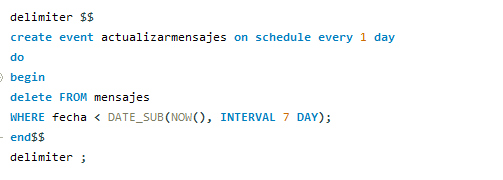 delimiter $$
create event actualizarmensajes on schedule every 1 day
do
begin
delete FROM mensajes
WHERE fecha < DATE_SUB(NOW(), INTERVAL 7 DAY);
end$$
delimiter ;